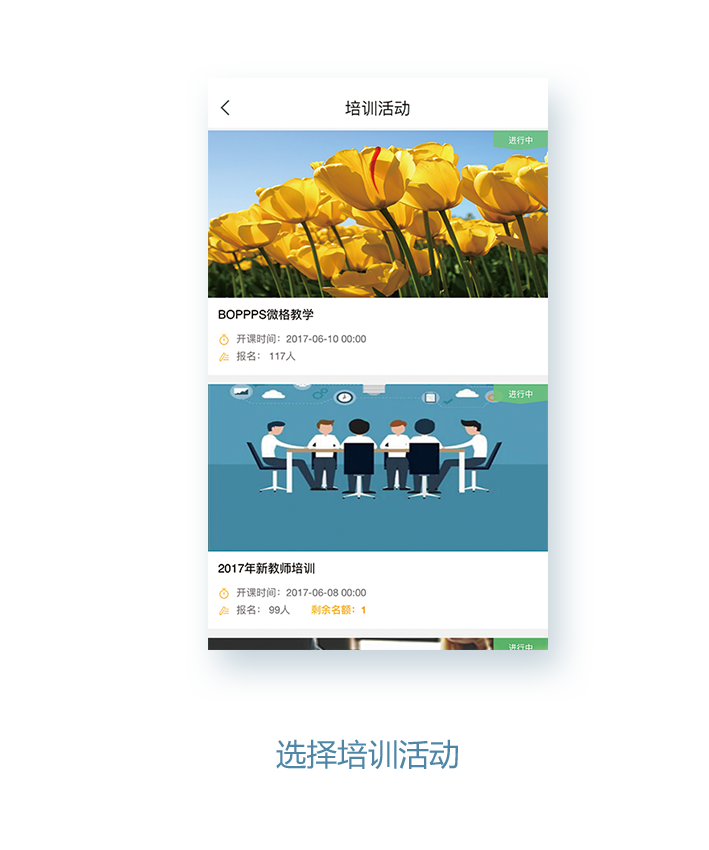 培训活动
进行中
BOPPPS微格教学
开课时间：2017-06-10 00:00
报名： 117人
进行中
2017年新教师培训
开课时间：2017-06-08 00:00
报名： 99人 剩余名额：1
进行中
选择培训活动